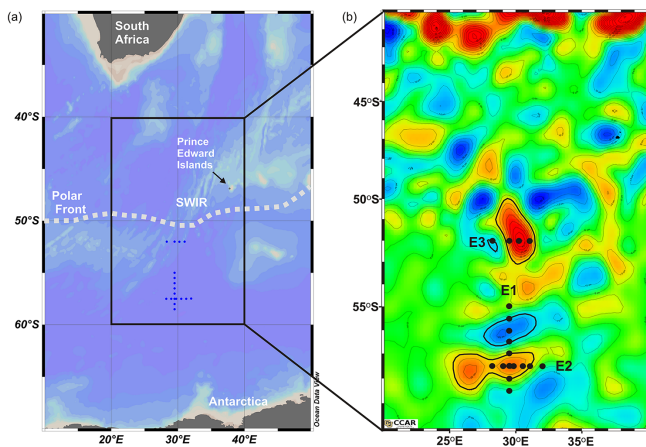 (a)
South
Africa
40°S
Prince
Edward
Islands
Polar
Front
SWIR
50°S
60°S
Antarctica
20°E
30°E
40°E
Ocean Data View
(b)
45°S
50°S
E3
E1
55°S
E2
© CCAR
25°E
30°E
35°E